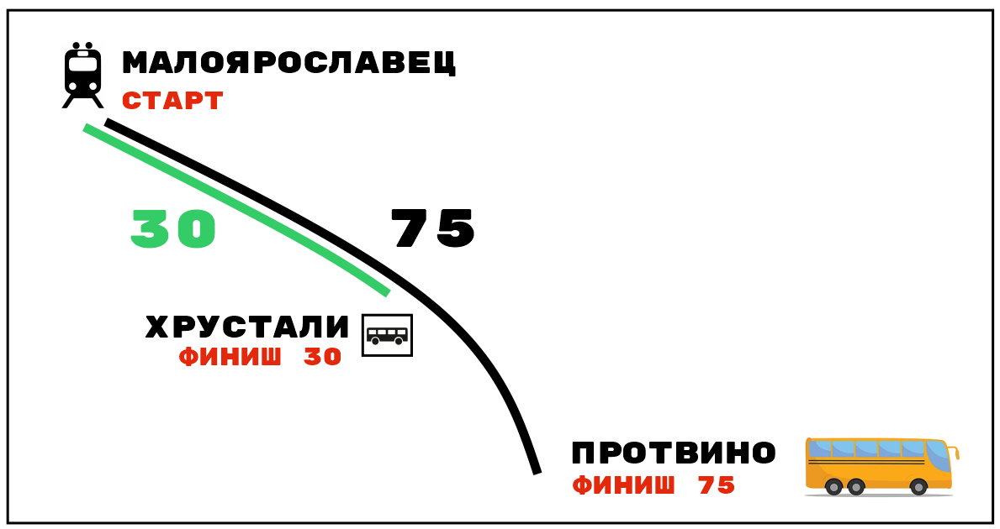 МАЛОЯРОСЛАВЕЦ
СТАРТ
30
75
ХРУСТАЛИ
ФИНИШ 30
ПРОТВИНО
ФИНИШ 75